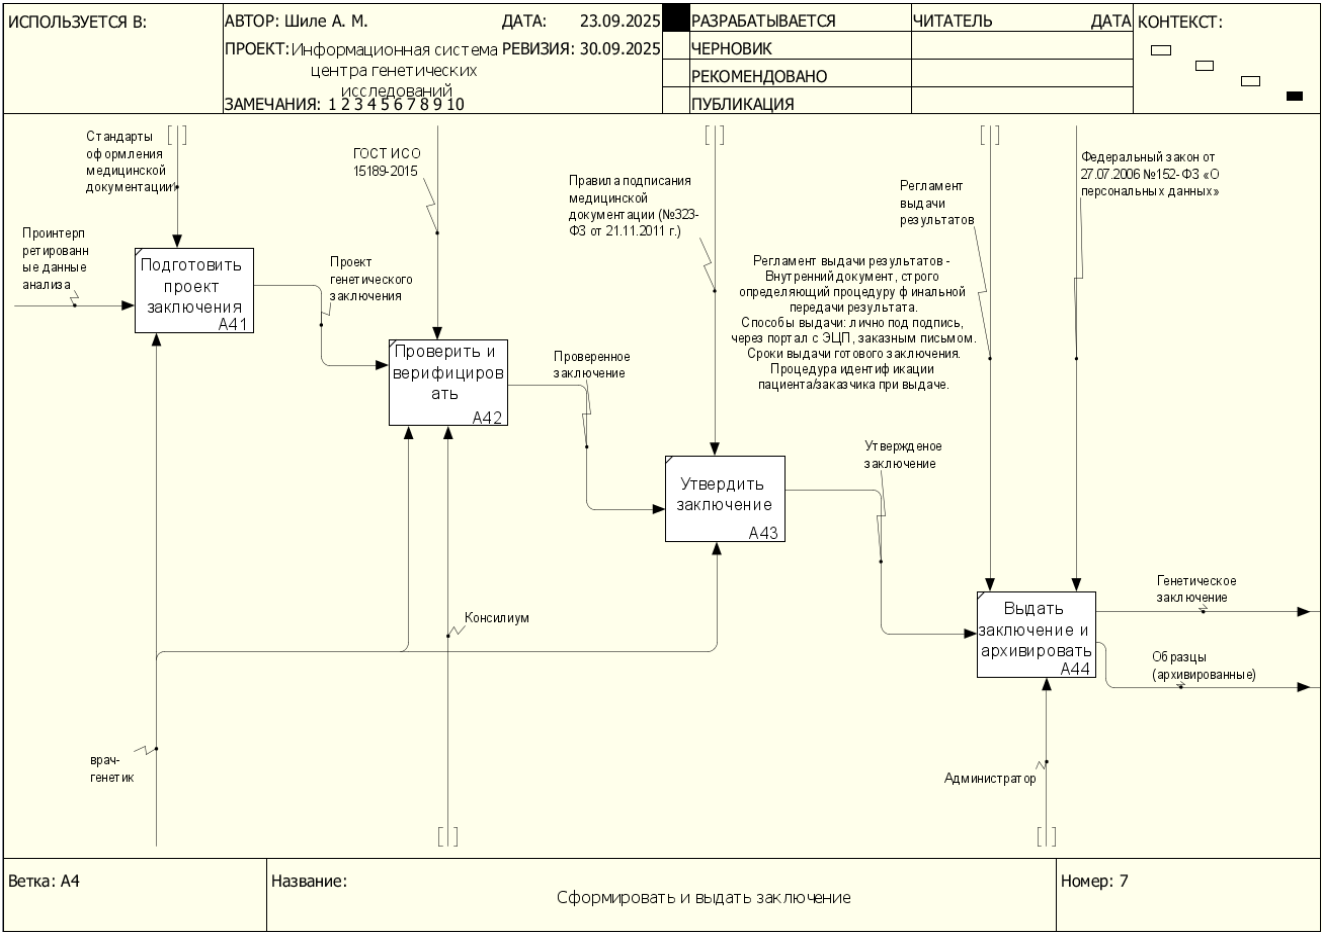 ИСПОЛЬЗУЕТСЯ В:
АВТОР: Шиле А. М.
ДАТА: 23.09.2025
РАЗРАБАТЫВАЕТСЯ
ЧИТАТЕЛЬ
ДАТА
КОНТЕКСТ:
ПРОЕКТ: Информационная система
центра генетических
исследований
РЕВИЗИЯ: 30.09.2025
ЧЕРНОВИК
РЕКОМЕНДОВАНО
ЗАМЕЧАНИЯ: 1 2 3 4 5 6 7 8 9 10
ПУБЛИКАЦИЯ
Стандарты
оформления
медицинской
документации\
ГОСТ ИСО
15189-2015
Правила подписания
медицинской
документации (№323-
ФЗ от 21.11.2011 г.)
Регламент
выдачи
результатов
Федеральный закон от
27.07.2006 №152-ФЗ «О
персональных данных»
Проинтерп
ретированн
ые данные
анализа
Подготовить
проект
заключения
A41
Проект
генетического
заключения
Регламент выдачи результатов -
Внутренний документ, строго
определяющий процедуру финальной
передачи результата.
Способы выдачи: лично под подпись,
через портал с ЭЦП, заказным письмом.
Сроки выдачи готового заключения.
Процедура идентификации
пациента/заказчика при выдаче.
Проверить и
верифициров
ать
A42
Проверенное
заключение
Утвердить
заключение
A43
Утвержденое
заключение
Выдать
заключение и
архивировать
A44
Генетическое
заключение
Образцы
(архивированные)
Консилиум
врач-
генетик
Администратор
Ветка: A4
Название:
Сформировать и выдать заключение
Номер: 7